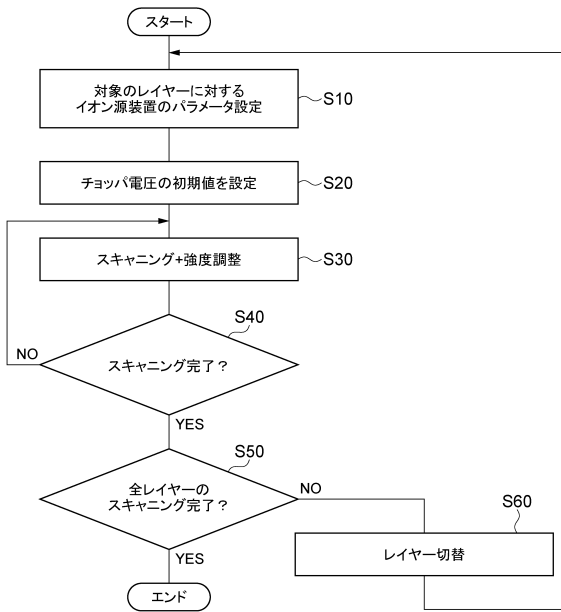 スタート
対象のレイヤーに対する
イオン源装置のパラメータ設定
S10
チョッパ電圧の初期値を設定
S20
スキャニング+強度調整
S30
S40
スキャニング完了?
NO
YES
S50
全レイヤーの
スキャニング完了?
NO
YES
S60
レイヤー切替
エンド